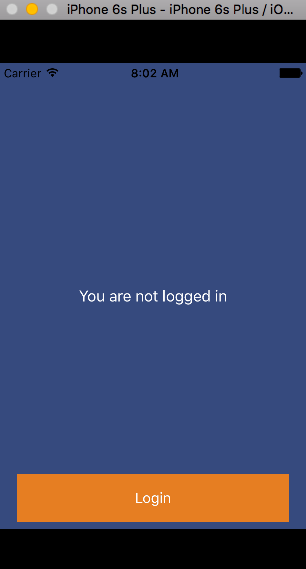 iPhone 6s Plus - iPhone 6s Plus / iO...
Carrier 8:02 AM
You are not logged in
Login